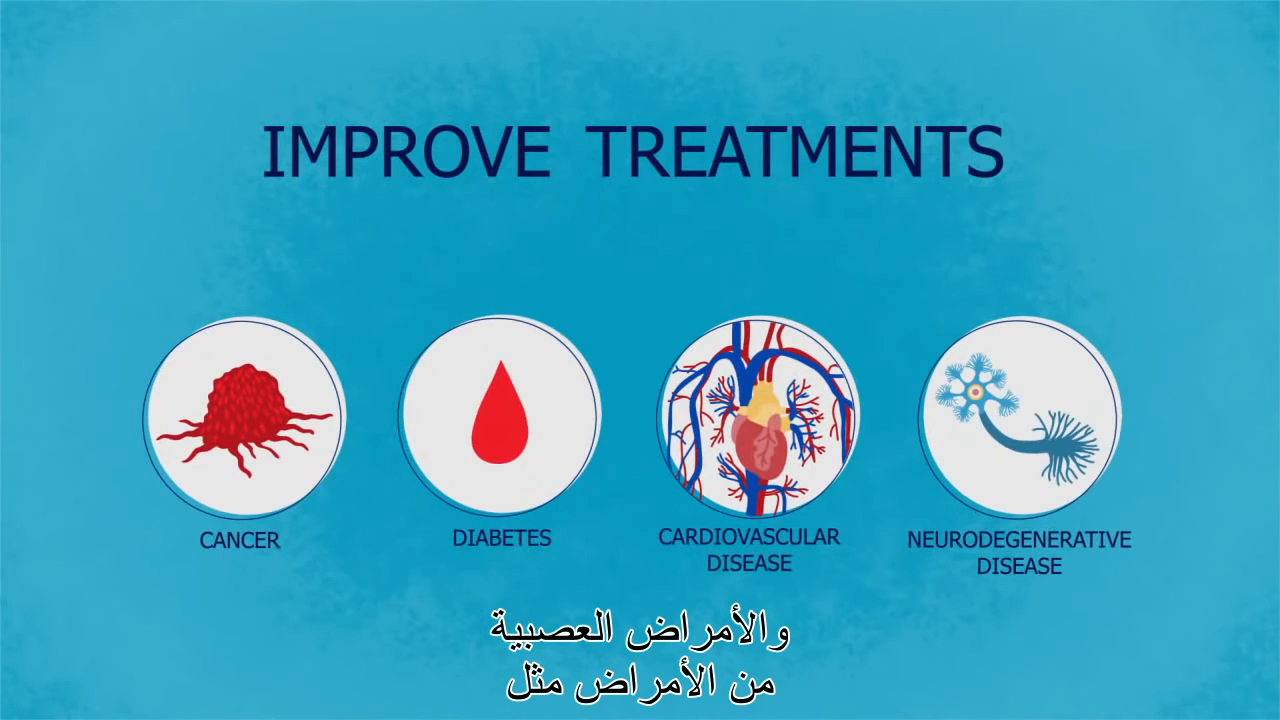 IMPROVE TREATMENTS
CANCER
DIABETES
CARDIOVASCULAR
DISEASE
NEURODEGENERATIVE
DISEASE
والأمراض العصبية
من الأمراض مثل